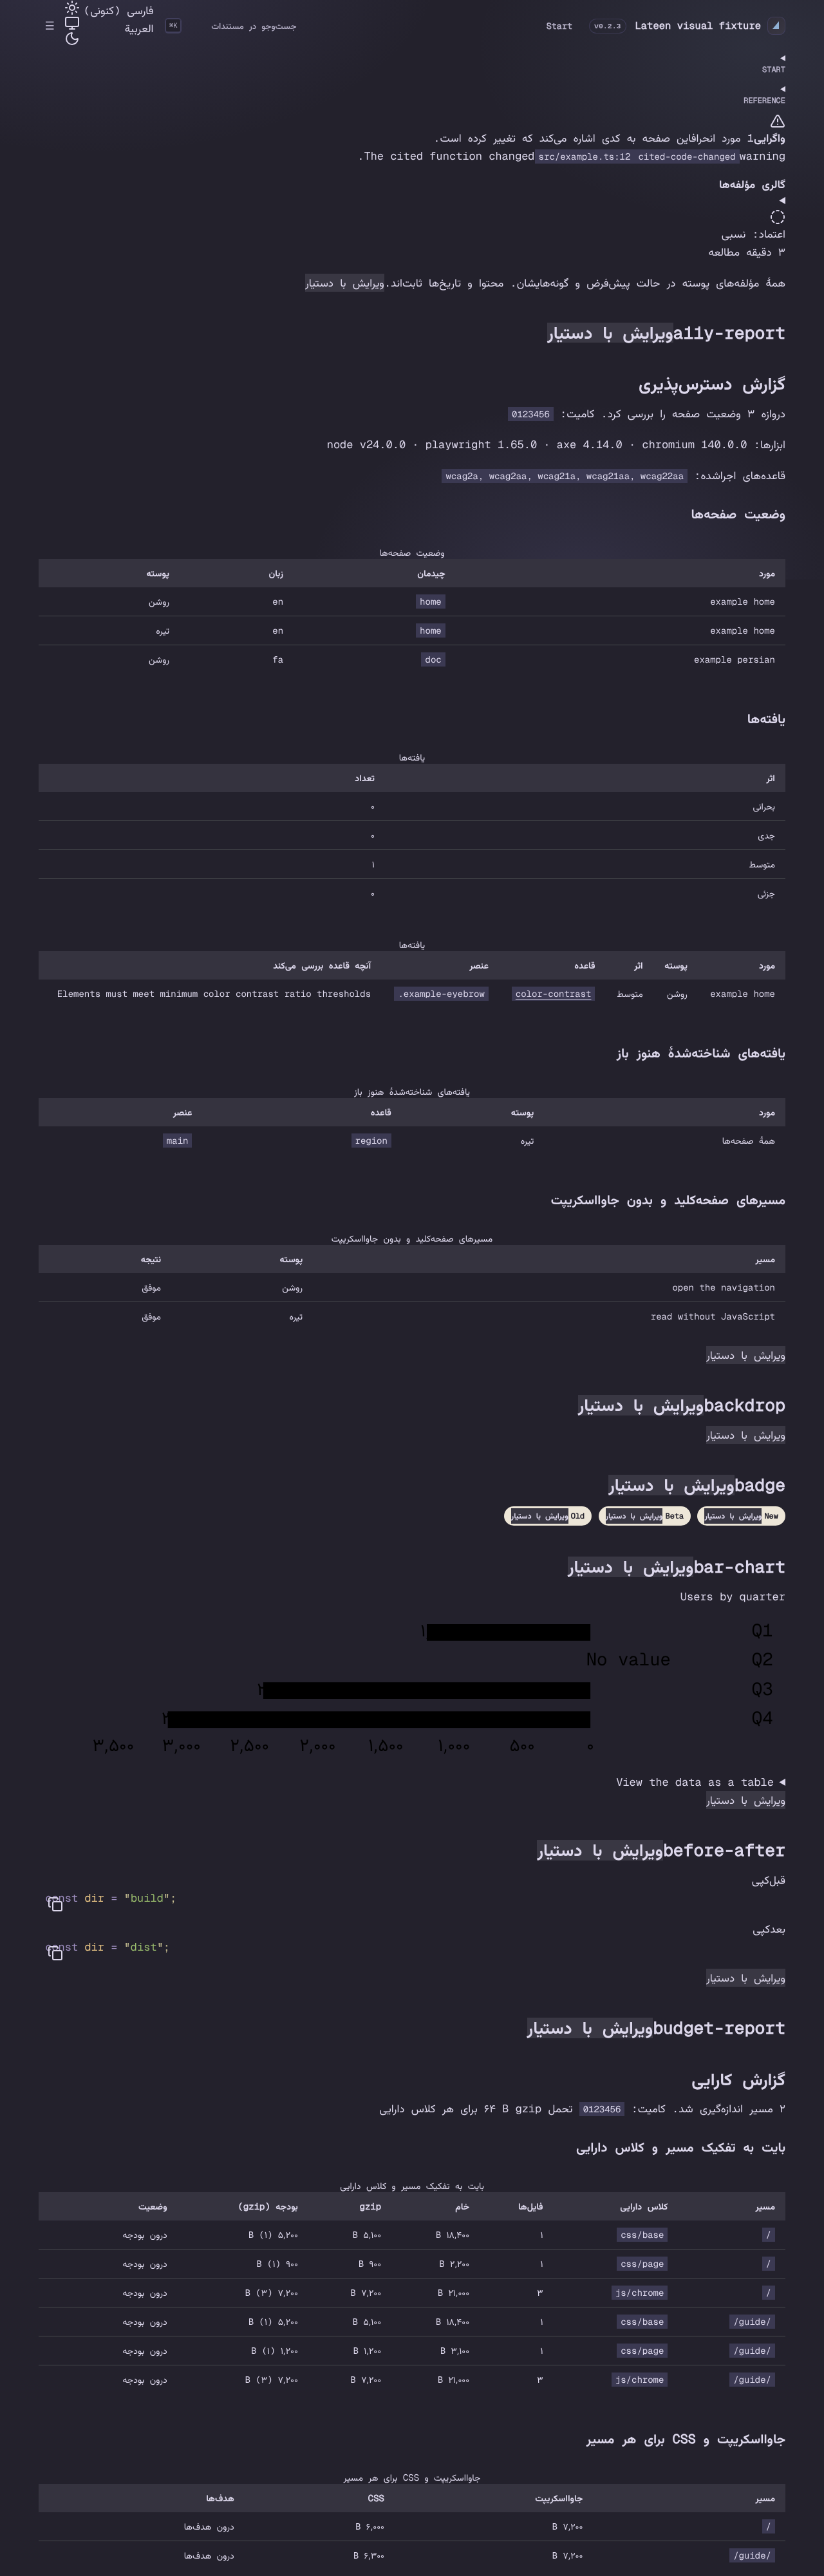 Lateen visual fixture v0.2.3 Start جست‌وجو در مستندات ⌘K فارسی (کنونی)
العربية
START
REFERENCE
واگرایی1 مورد انحرافاین صفحه به کدی اشاره می‌کند که تغییر کرده است.
warning cited-code-changed src/example.ts:12 The cited function changed.
گالری مؤلفه‌ها
اعتماد: نسبی
۳ دقیقه مطالعه
همهٔ مؤلفه‌های پوسته در حالت پیش‌فرض و گونه‌هایشان. محتوا و تاریخ‌ها ثابت‌اند.ویرایش با دستیار
a11y-reportویرایش با دستیار
گزارش دسترس‌پذیری
دروازه ۳ وضعیت صفحه را بررسی کرد. کامیت: 0123456
ابزارها: node v24.0.0 · playwright 1.65.0 · axe 4.14.0 · chromium 140.0.0
قاعده‌های اجراشده: wcag2a, wcag2aa, wcag21a, wcag21aa, wcag22aa
وضعیت صفحه‌ها
وضعیت صفحه‌ها
مورد چیدمان زبان پوسته
example home home en روشن
example home home en تیره
example persian doc fa روشن
یافته‌ها
یافته‌ها
اثر تعداد
بحرانی ۰
جدی ۰
متوسط ۱
جزئی ۰
یافته‌ها
مورد پوسته اثر قاعده عنصر آنچه قاعده بررسی می‌کند
example home روشن متوسط color-contrast .example-eyebrow Elements must meet minimum color contrast ratio thresholds
یافته‌های شناخته‌شدهٔ هنوز باز
یافته‌های شناخته‌شدهٔ هنوز باز
مورد پوسته قاعده عنصر
همهٔ صفحه‌ها تیره region main
مسیرهای صفحه‌کلید و بدون جاوااسکریپت
مسیرهای صفحه‌کلید و بدون جاوااسکریپت
مسیر پوسته نتیجه
open the navigation روشن موفق
read without JavaScript تیره موفق
ویرایش با دستیار
backdropویرایش با دستیار
ویرایش با دستیار
badgeویرایش با دستیار
New ویرایش با دستیار Beta ویرایش با دستیار Old ویرایش با دستیار
bar-chartویرایش با دستیار
Users by quarter
Q1
Q2 No value
Q3
Q4
۰ ۵۰۰ ۱,۰۰۰ ۱,۵۰۰ ۲,۰۰۰ ۲,۵۰۰ ۳,۰۰۰ ۳,۵۰۰
View the data as a table
ویرایش با دستیار
before-afterویرایش با دستیار
قبل‌کپی
const dir = "build";
بعدکپی
const dir = "dist";
ویرایش با دستیار
budget-reportویرایش با دستیار
گزارش کارایی
۲ مسیر اندازه‌گیری شد. کامیت: 0123456 تحمل ۶۴ B gzip برای هر کلاس دارایی
بایت به تفکیک مسیر و کلاس دارایی
بایت به تفکیک مسیر و کلاس دارایی
مسیر کلاس دارایی فایل‌ها خام gzip بودجه (gzip) وضعیت
/ css/base ۱ ۱۸,۴۰۰ B ۵,۱۰۰ B ۵,۲۰۰ B (۱) درون بودجه
/ css/page ۱ ۲,۲۰۰ B ۹۰۰ B ۹۰۰ B (۱) درون بودجه
/ js/chrome ۳ ۲۱,۰۰۰ B ۷,۲۰۰ B ۷,۲۰۰ B (۳) درون بودجه
/guide/ css/base ۱ ۱۸,۴۰۰ B ۵,۱۰۰ B ۵,۲۰۰ B (۱) درون بودجه
/guide/ css/page ۱ ۳,۱۰۰ B ۱,۲۰۰ B ۱,۲۰۰ B (۱) درون بودجه
/guide/ js/chrome ۳ ۲۱,۰۰۰ B ۷,۲۰۰ B ۷,۲۰۰ B (۳) درون بودجه
جاوااسکریپت و CSS برای هر مسیر
جاوااسکریپت و CSS برای هر مسیر
مسیر جاوااسکریپت CSS هدف‌ها
/ ۷,۲۰۰ B ۶,۰۰۰ B درون هدف‌ها
/guide/ ۷,۲۰۰ B ۶,۳۰۰ B درون هدف‌ها